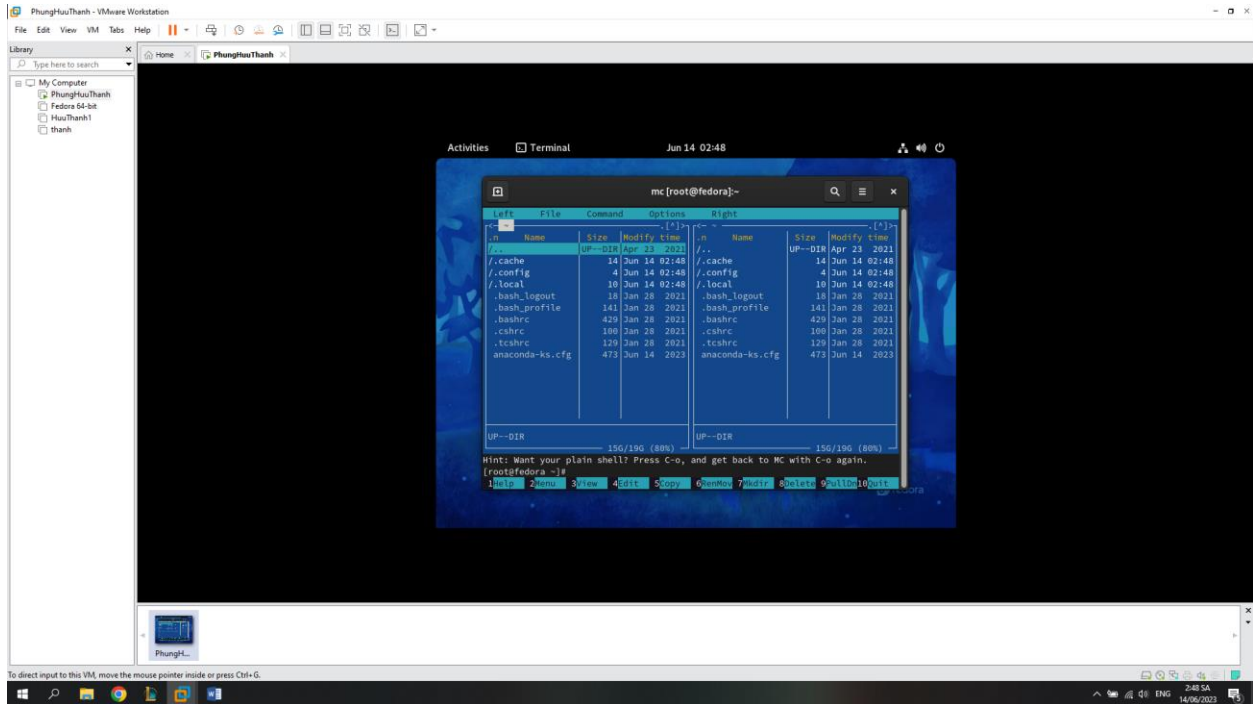 PhungHuuThanh - VMware Workstation
File Edit View VM Tabs Help
Library
Type here to search
My Computer
PhungHuuThanh
Fedora 64-bit
HuuThanh1
thanh
Home PhungHuuThanh
Activities Terminal Jun 14 02:48
mc [root@fedora]:~
Left File Command Options Right
<- ~ .[^]> <- ~ .[^]>
.n Name Size Modify time .n Name Size Modify time
/.. UP--DIR Apr 23 2021 /.. UP--DIR Apr 23 2021
/.cache 14 Jun 14 02:48 /.cache 14 Jun 14 02:48
/.config 4 Jun 14 02:48 /.config 4 Jun 14 02:48
/.local 10 Jun 14 02:48 /.local 10 Jun 14 02:48
.bash_logout 18 Jan 28 2021 .bash_logout 18 Jan 28 2021
.bash_profile 141 Jan 28 2021 .bash_profile 141 Jan 28 2021
.bashrc 429 Jan 28 2021 .bashrc 429 Jan 28 2021
.cshrc 100 Jan 28 2021 .cshrc 100 Jan 28 2021
.tcshrc 129 Jan 28 2021 .tcshrc 129 Jan 28 2021
anaconda-ks.cfg 473 Jun 14 2023 anaconda-ks.cfg 473 Jun 14 2023
UP--DIR UP--DIR
15G/19G (80%) 15G/19G (80%)
Hint: Want your plain shell? Press C-o, and get back to MC with C-o again.
[root@fedora ~]#
1Help 2Menu 3View 4Edit 5Copy 6RenMov 7Mkdir 8Delete 9PullDn 10Quit
fedora
PhungH...
To direct input to this VM, move the mouse pointer inside or press Ctrl+G.
ENG 2:48 SA
14/06/2023